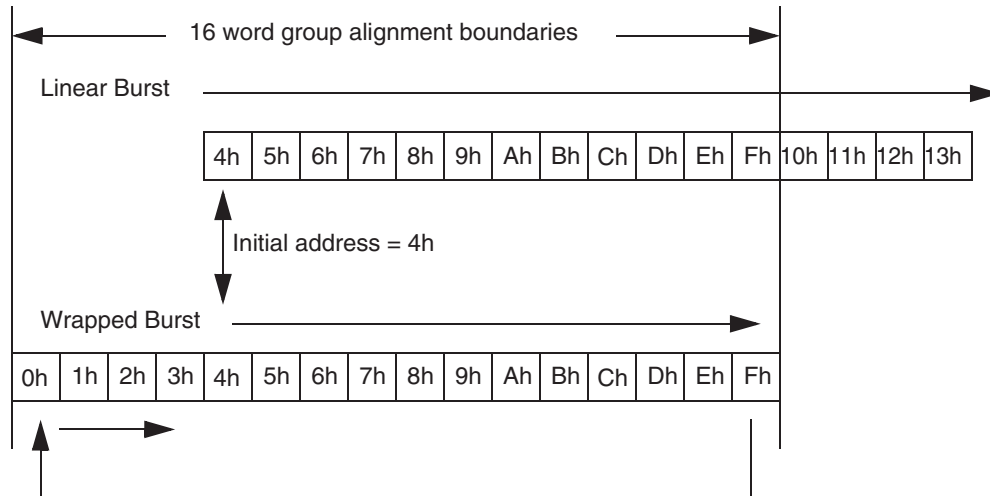 16 word group alignment boundaries
Linear Burst
4h 5h 6h 7h 8h 9h Ah Bh Ch Dh Eh Fh 10h 11h 12h 13h
Initial address = 4h
Wrapped Burst
0h 1h 2h 3h 4h 5h 6h 7h 8h 9h Ah Bh Ch Dh Eh Fh